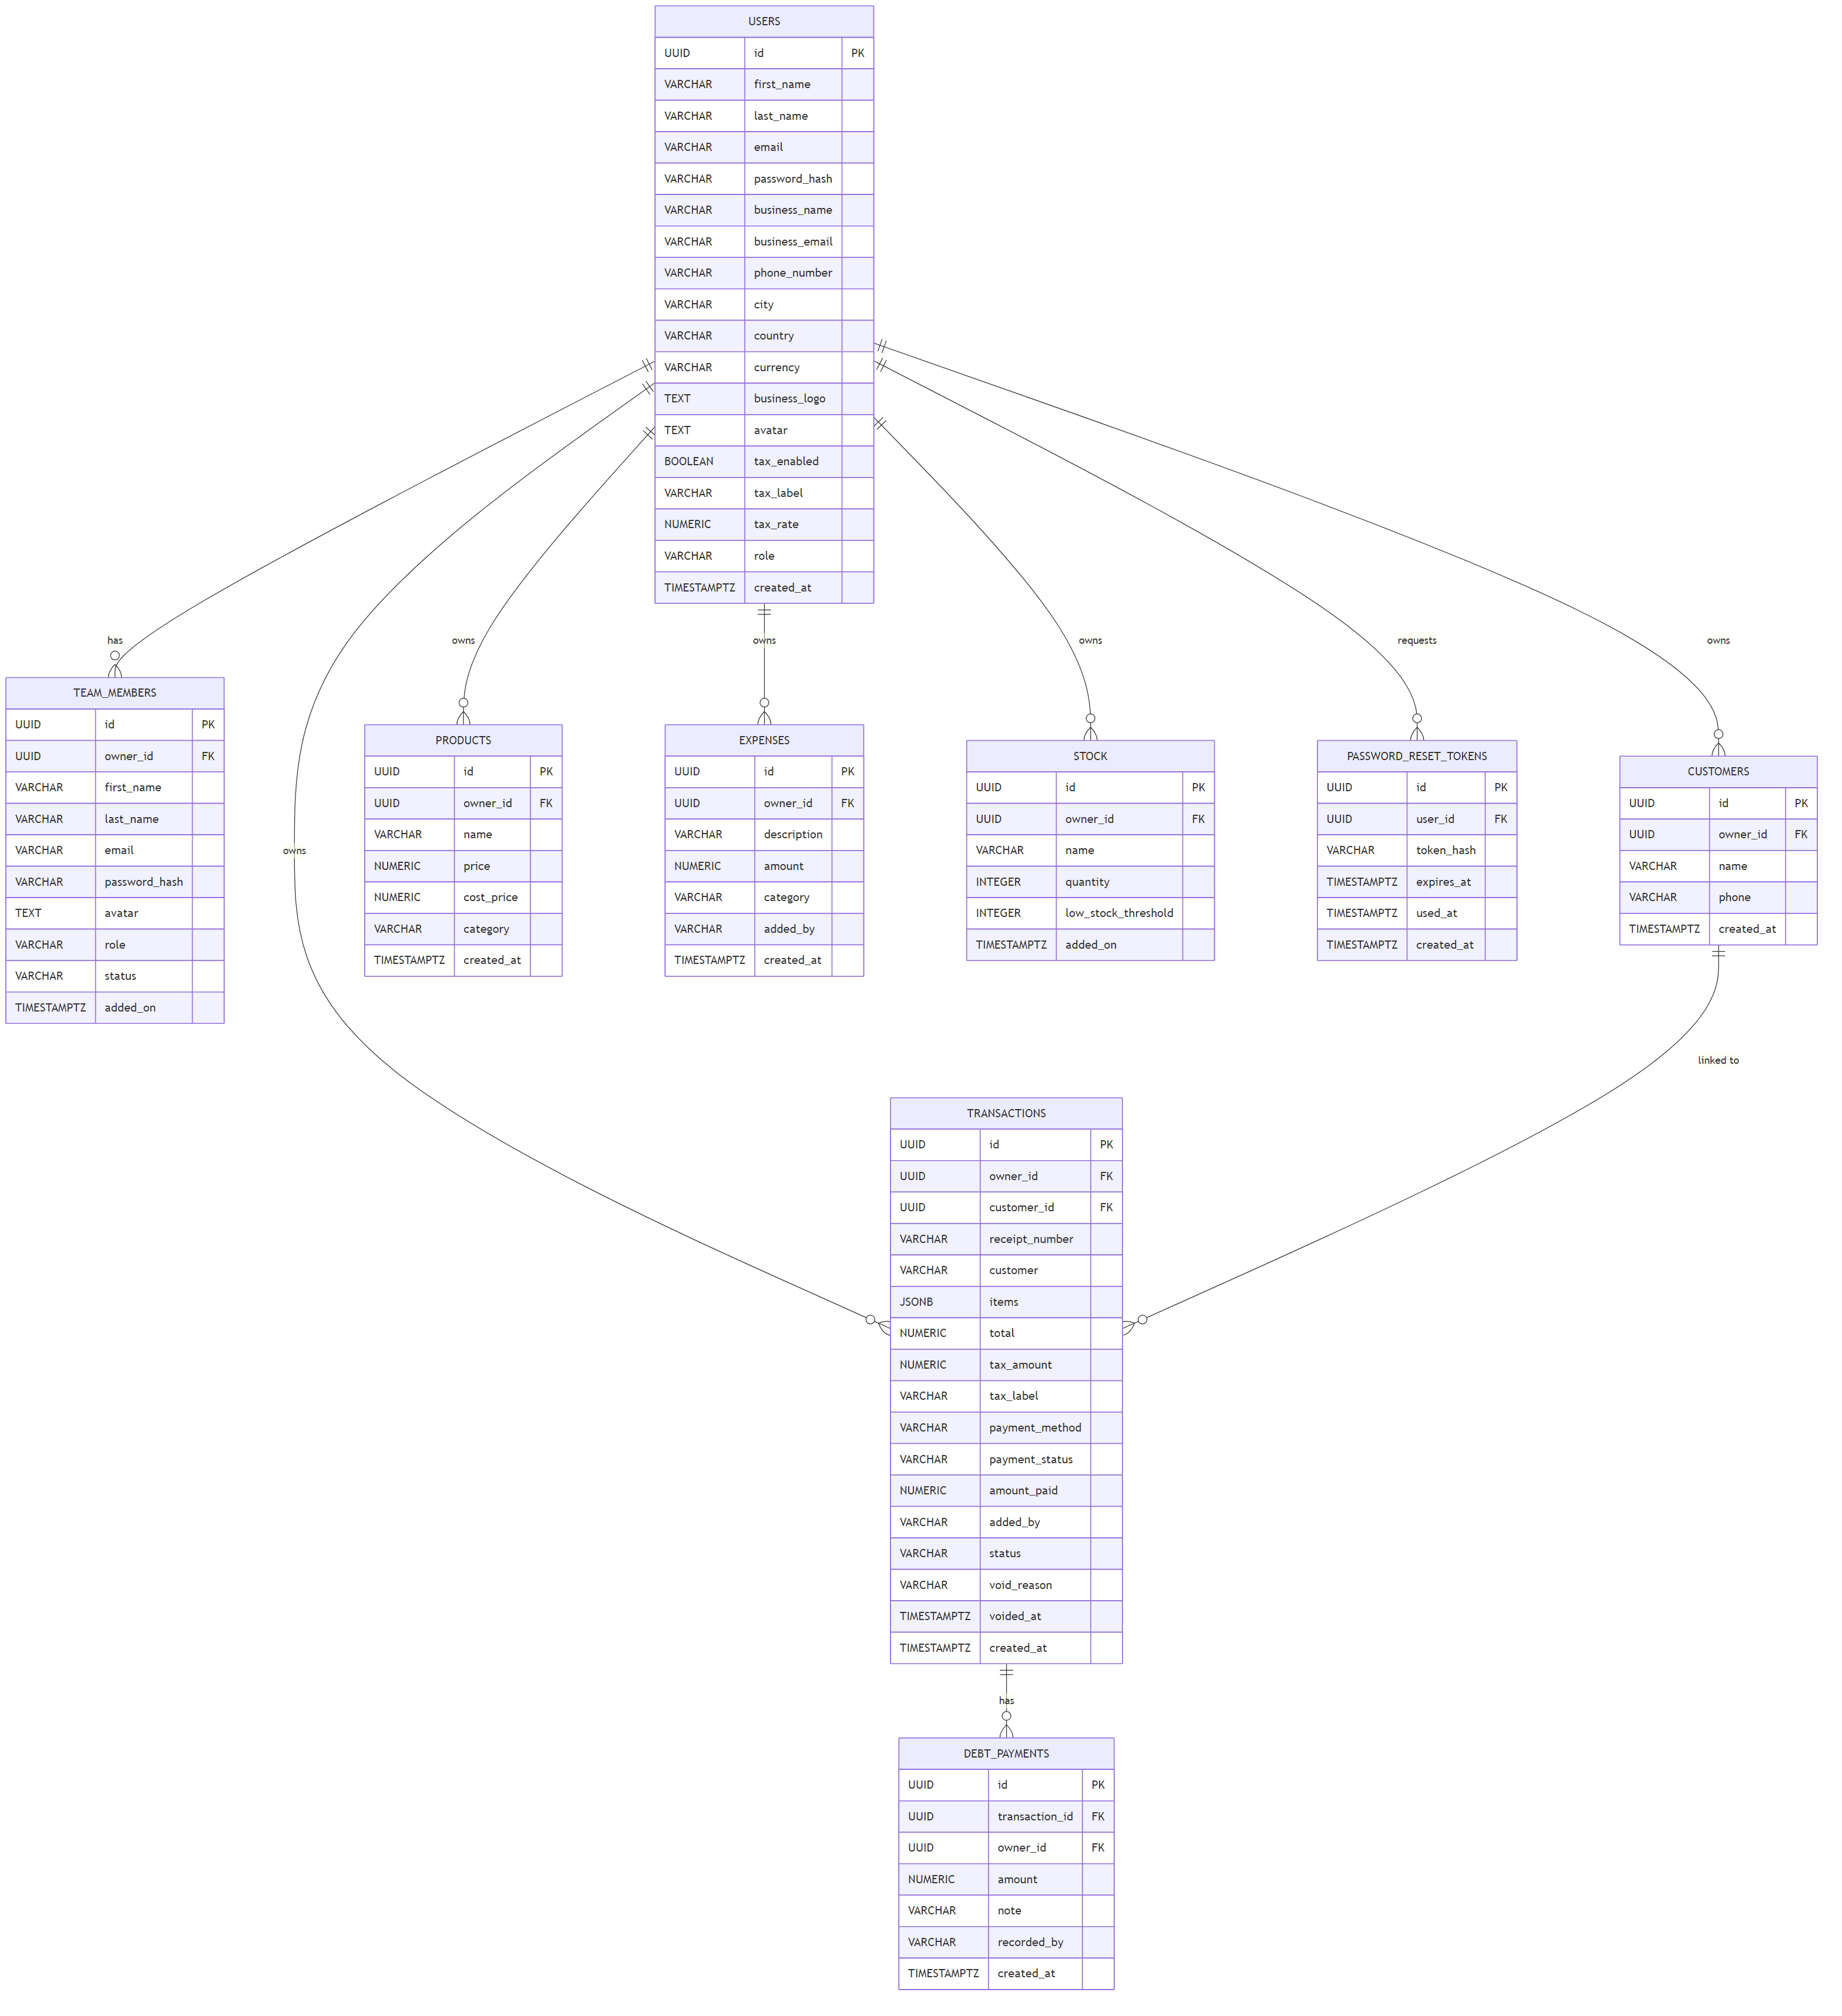 USERS
UUID id PK
VARCHAR first_name
VARCHAR last_name
VARCHAR email
VARCHAR password_hash
VARCHAR business_name
VARCHAR business_email
VARCHAR phone_number
VARCHAR city
VARCHAR country
VARCHAR currency
TEXT business_logo
TEXT avatar
BOOLEAN tax_enabled
VARCHAR tax_label
NUMERIC tax_rate
VARCHAR role
TIMESTAMPTZ created_at
has
owns
owns
owns
requests
owns
TEAM_MEMBERS
UUID id PK
UUID owner_id FK
VARCHAR first_name
VARCHAR last_name
VARCHAR email
VARCHAR password_hash
TEXT avatar
VARCHAR role
VARCHAR status
TIMESTAMPTZ added_on
owns
PRODUCTS
UUID id PK
UUID owner_id FK
VARCHAR name
NUMERIC price
NUMERIC cost_price
VARCHAR category
TIMESTAMPTZ created_at
EXPENSES
UUID id PK
UUID owner_id FK
VARCHAR description
NUMERIC amount
VARCHAR category
VARCHAR added_by
TIMESTAMPTZ created_at
STOCK
UUID id PK
UUID owner_id FK
VARCHAR name
INTEGER quantity
INTEGER low_stock_threshold
TIMESTAMPTZ added_on
PASSWORD_RESET_TOKENS
UUID id PK
UUID user_id FK
VARCHAR token_hash
TIMESTAMPTZ expires_at
TIMESTAMPTZ used_at
TIMESTAMPTZ created_at
CUSTOMERS
UUID id PK
UUID owner_id FK
VARCHAR name
VARCHAR phone
TIMESTAMPTZ created_at
linked to
TRANSACTIONS
UUID id PK
UUID owner_id FK
UUID customer_id FK
VARCHAR receipt_number
VARCHAR customer
JSONB items
NUMERIC total
NUMERIC tax_amount
VARCHAR tax_label
VARCHAR payment_method
VARCHAR payment_status
NUMERIC amount_paid
VARCHAR added_by
VARCHAR status
VARCHAR void_reason
TIMESTAMPTZ voided_at
TIMESTAMPTZ created_at
has
DEBT_PAYMENTS
UUID id PK
UUID transaction_id FK
UUID owner_id FK
NUMERIC amount
VARCHAR note
VARCHAR recorded_by
TIMESTAMPTZ created_at